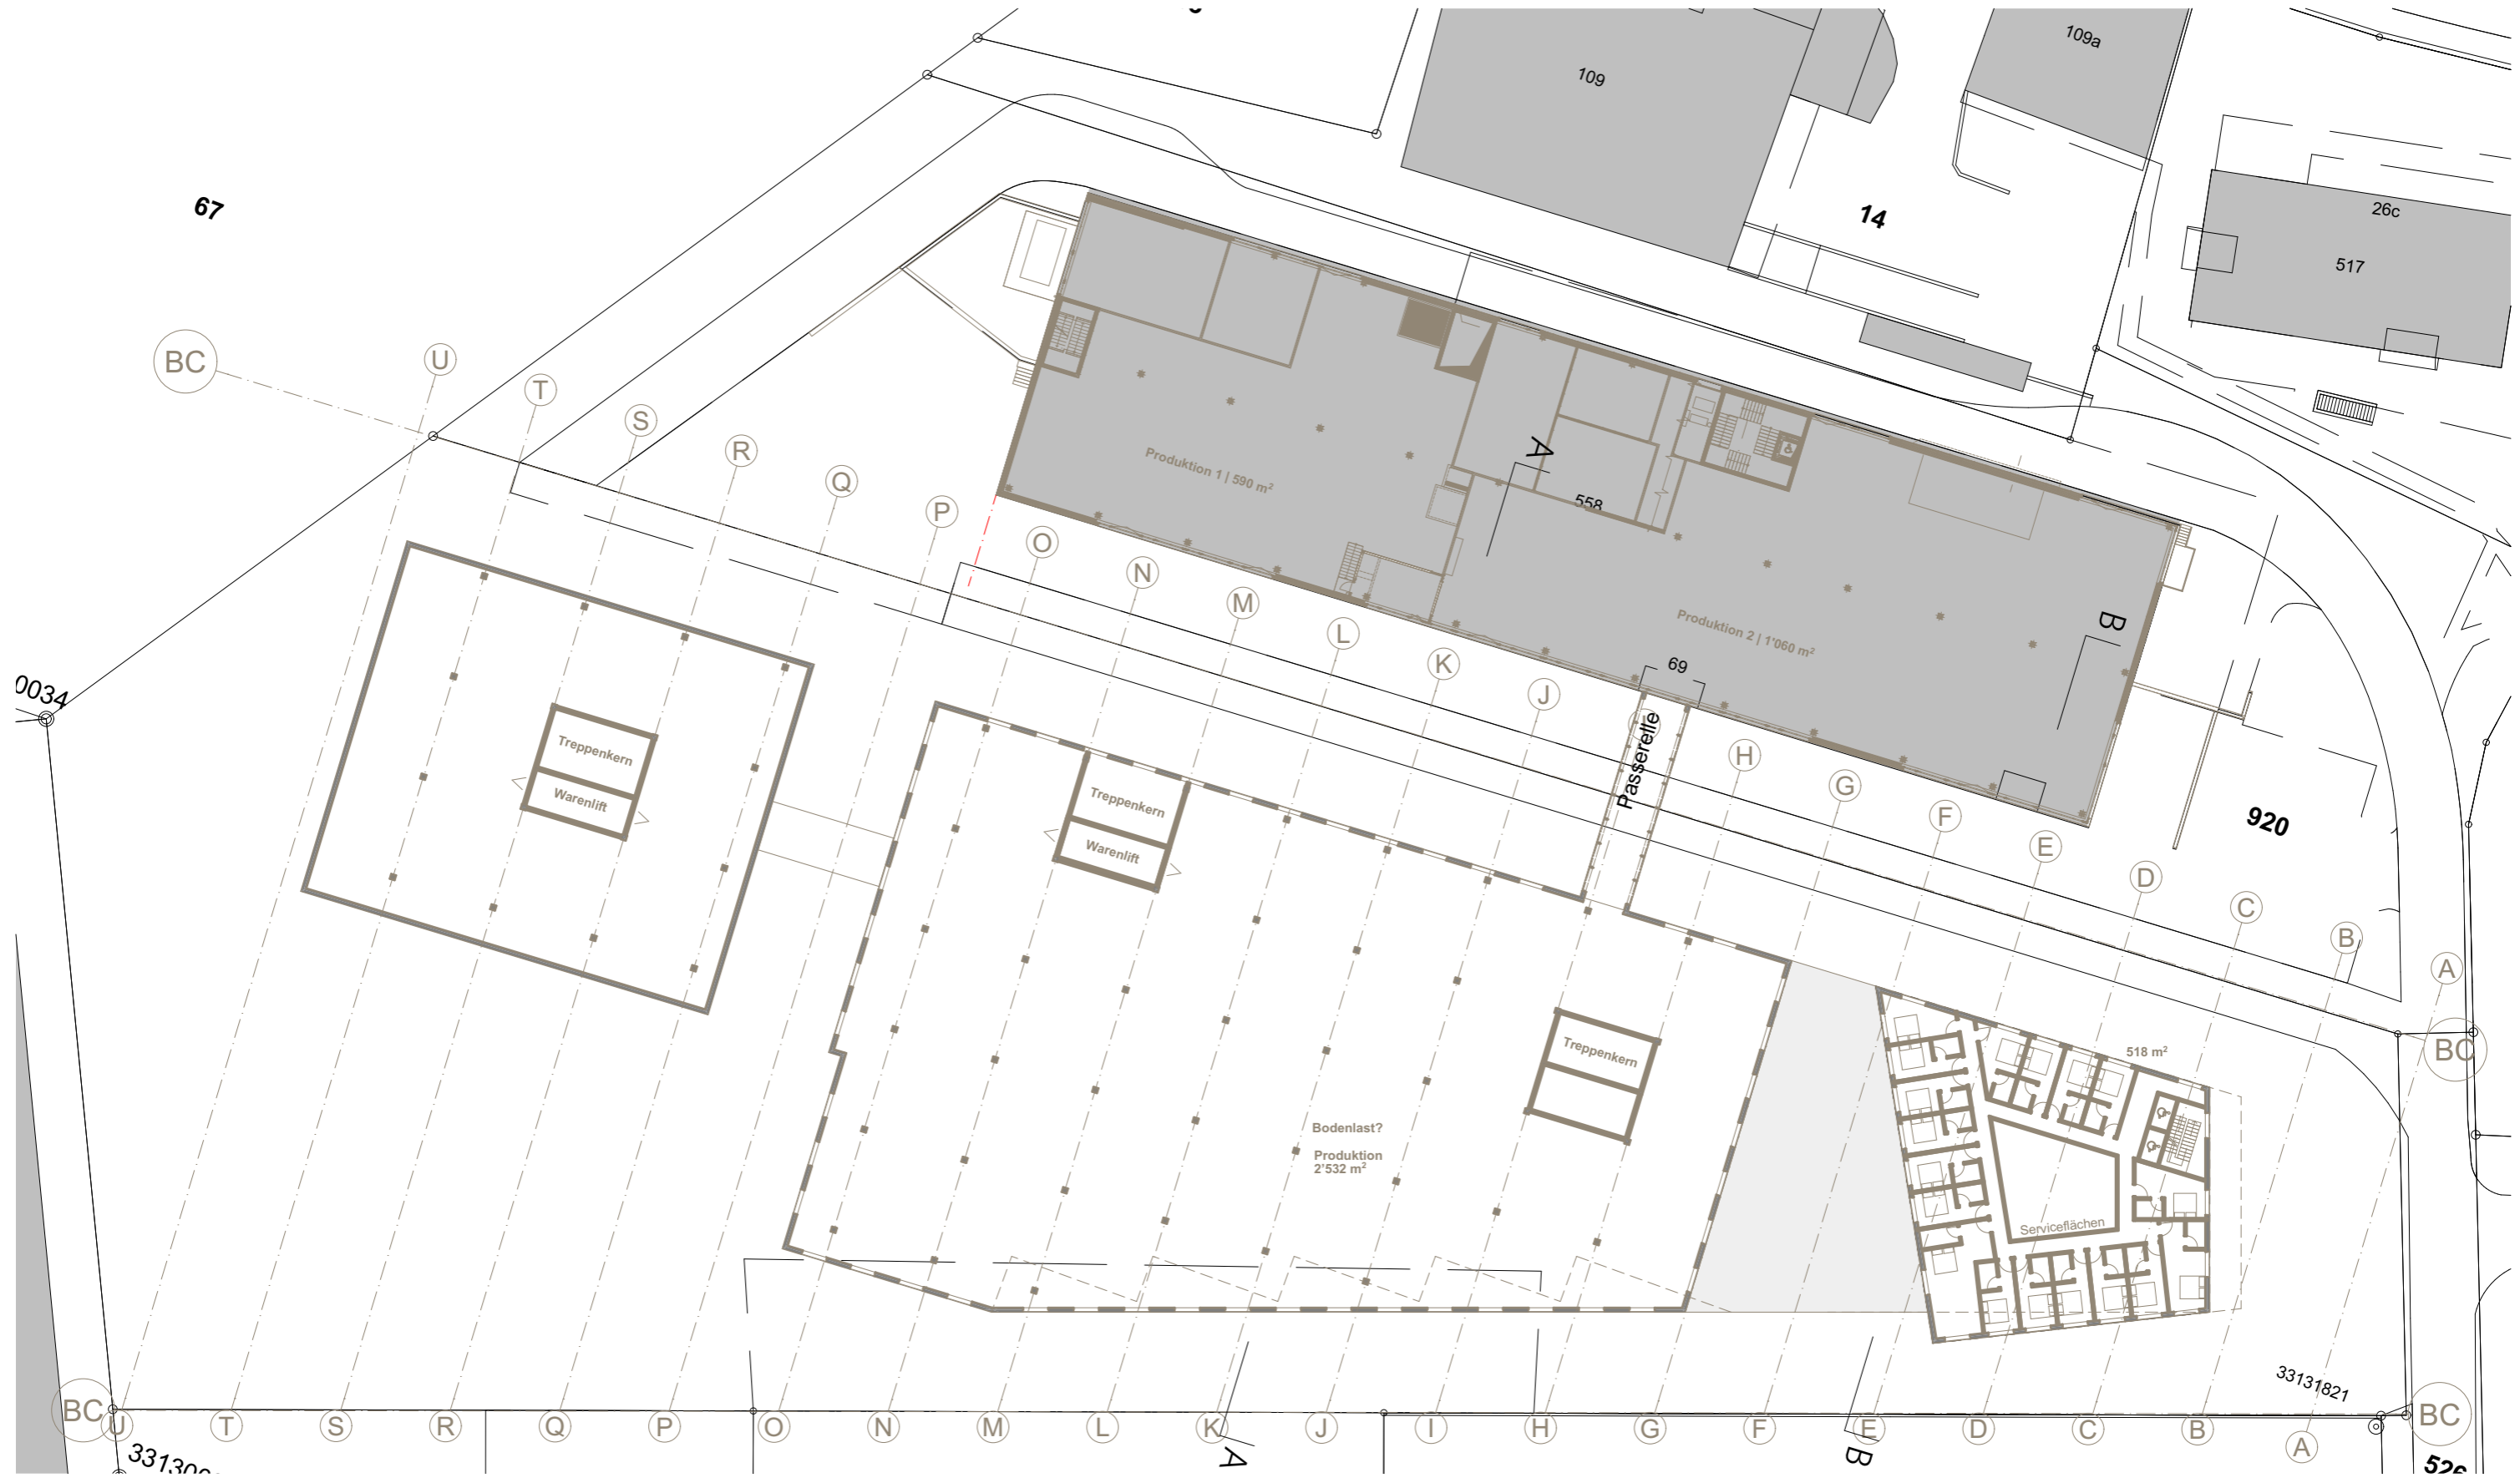 109a
109
67
14
26c
517
BC
U
T
S
R
Q
P
O
N
M
L
K
J
H
G
F
E
D
C
B
A
BC
Produktion 1 | 590 m²
A
558
Produktion 2 | 1'060 m²
B
69
Passerelle
920
0034
Treppenkern
Warenlift
Treppenkern
Warenlift
Treppenkern
518 m²
Bodenlast?
Produktion
2'532 m²
Serviceflächen
33131821
BC
U
T
S
R
Q
P
O
N
M
L
K
J
I
H
G
F
E
D
C
B
A
BC
A
B